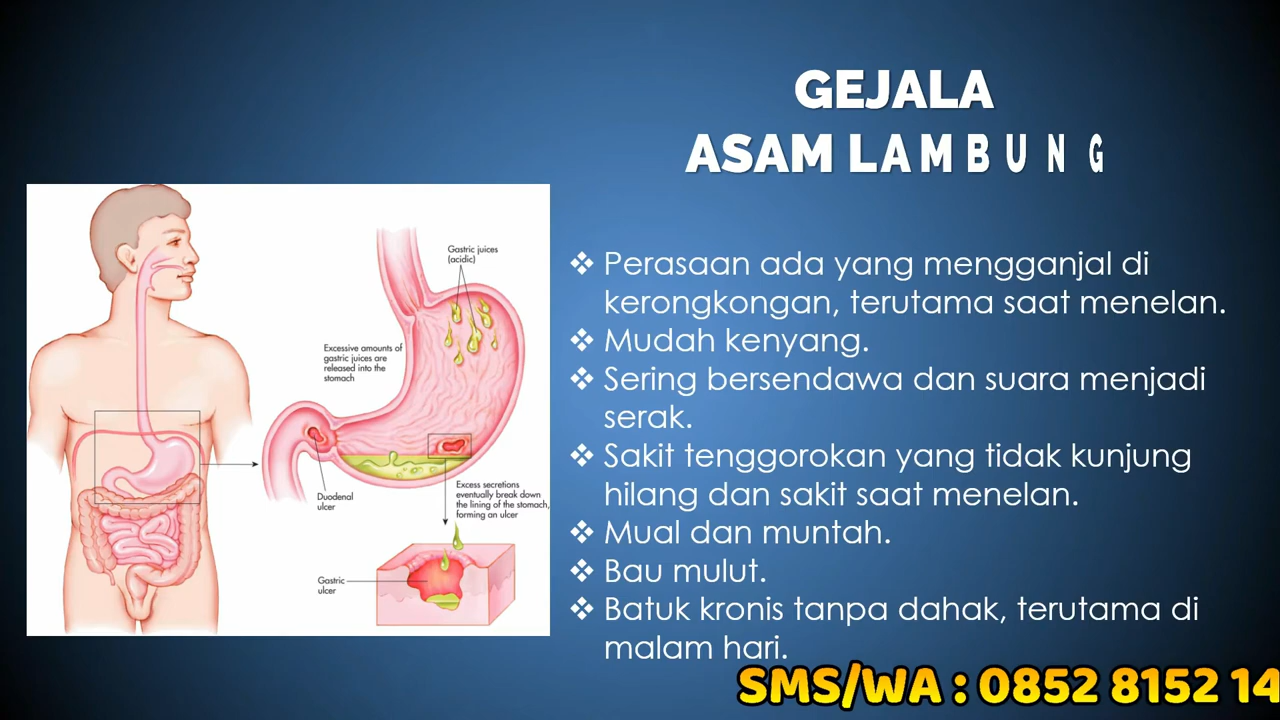 GEJALA
ASAM LAMBUNG
Gastric juices
(acidic)
Excessive amounts of
gastric juices are
released into the
stomach
Duodenal
ulcer
Excess secretions
eventually break down
the lining of the stomach,
forming an ulcer
Gastric
ulcer
❖ Perasaan ada yang mengganjal di
kerongkongan, terutama saat menelan.
❖ Mudah kenyang.
❖ Sering bersendawa dan suara menjadi
serak.
❖ Sakit tenggorokan yang tidak kunjung
hilang dan sakit saat menelan.
❖ Mual dan muntah.
❖ Bau mulut.
❖ Batuk kronis tanpa dahak, terutama di
malam hari.
SMS/WA : 0852 8152 14